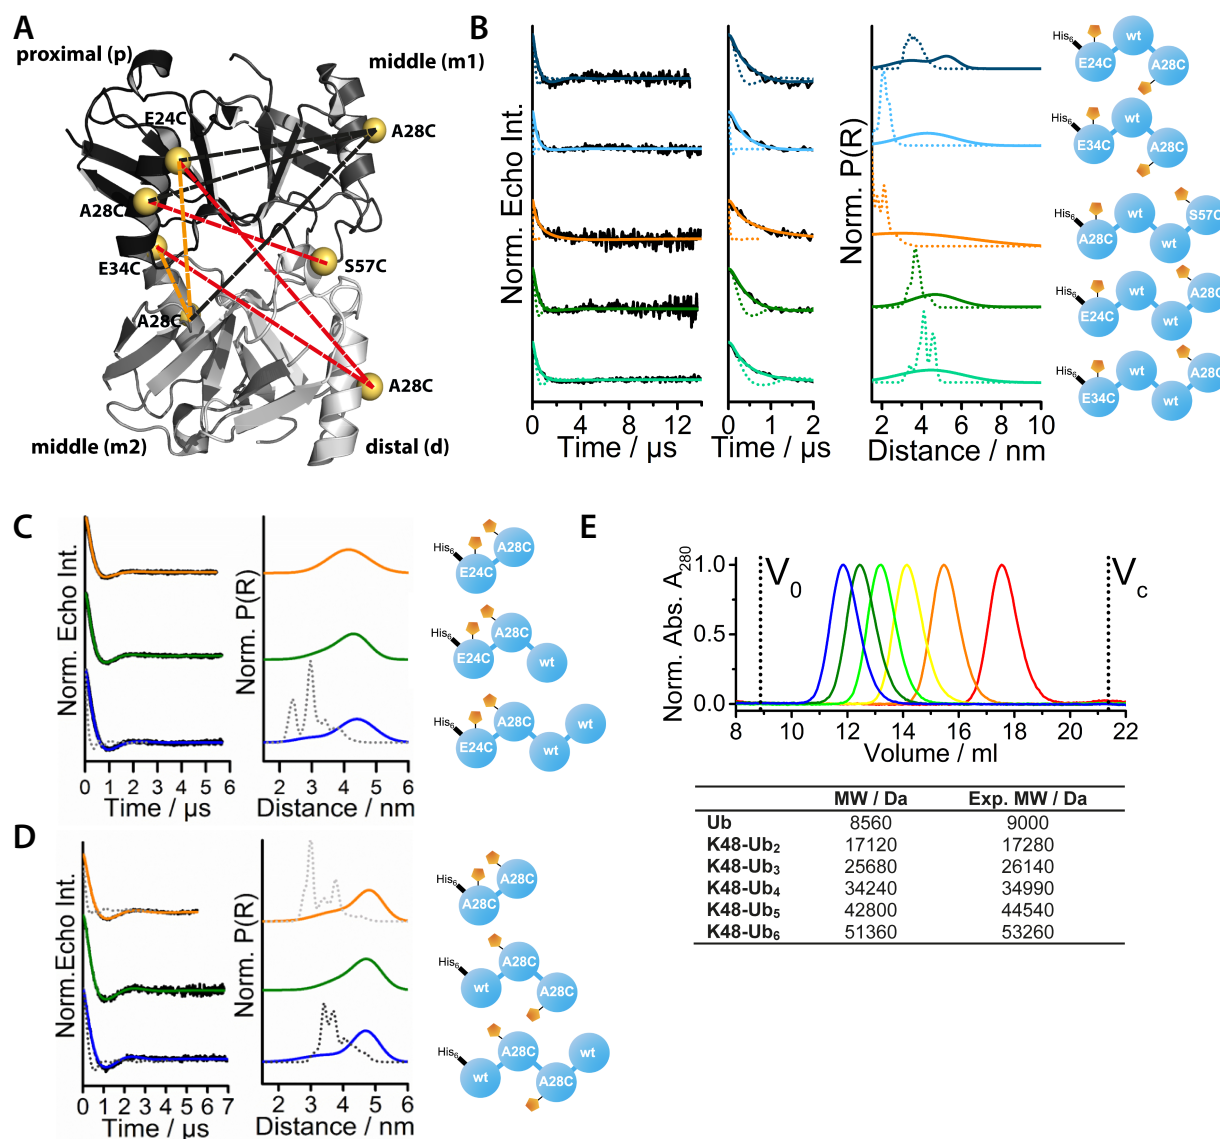 A
proximal (p)
middle (m1)
E24C
A28C
A28C
E34C
S57C
A28C
A28C
middle (m2)
distal (d)
B
Norm. Echo Int.
0 3 6 9 12
Time / µs
0 1 2
Time / µs
Norm. P(R)
2 4 6 8 10
Distance / nm
His6 E24C wt A28C
His6 E34C wt A28C
His6 A28C wt wt S57C
His6 E24C wt wt A28C
His6 E34C wt wt A28C
C
Norm. Echo Int.
0 1 2 3 4 5 6
Time / µs
Norm. P(R)
2 3 4 5 6
Distance / nm
His6 E24C A28C
His6 E24C A28C wt
His6 E24C A28C wt wt
D
Norm.Echo Int.
0 1 2 3 4 5 6 7
Time / µs
Norm. P(R)
2 3 4 5 6
Distance / nm
His6 A28C A28C
His6 wt A28C A28C
His6 wt A28C A28C wt
E
Norm. Abs. A280
1.0
0.5
0.0
V0
Vc
8 10 12 14 16 18 20 22
Volume / ml
MW / Da Exp. MW / Da
Ub 8560 9000
K48-Ub2 17120 17280
K48-Ub3 25680 26140
K48-Ub4 34240 34990
K48-Ub5 42800 44540
K48-Ub6 51360 53260